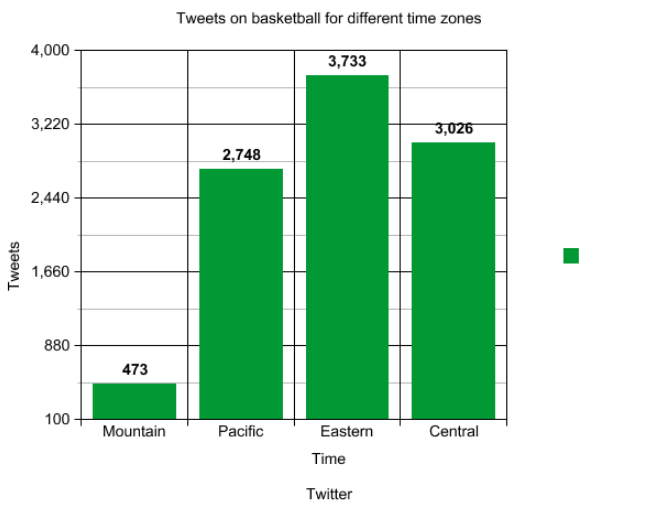 Tweets on basketball for different time zones
4,000
3,220
2,440
1,660
880
100
Tweets
473
2,748
3,733
3,026
Mountain
Pacific
Eastern
Central
Time
Twitter